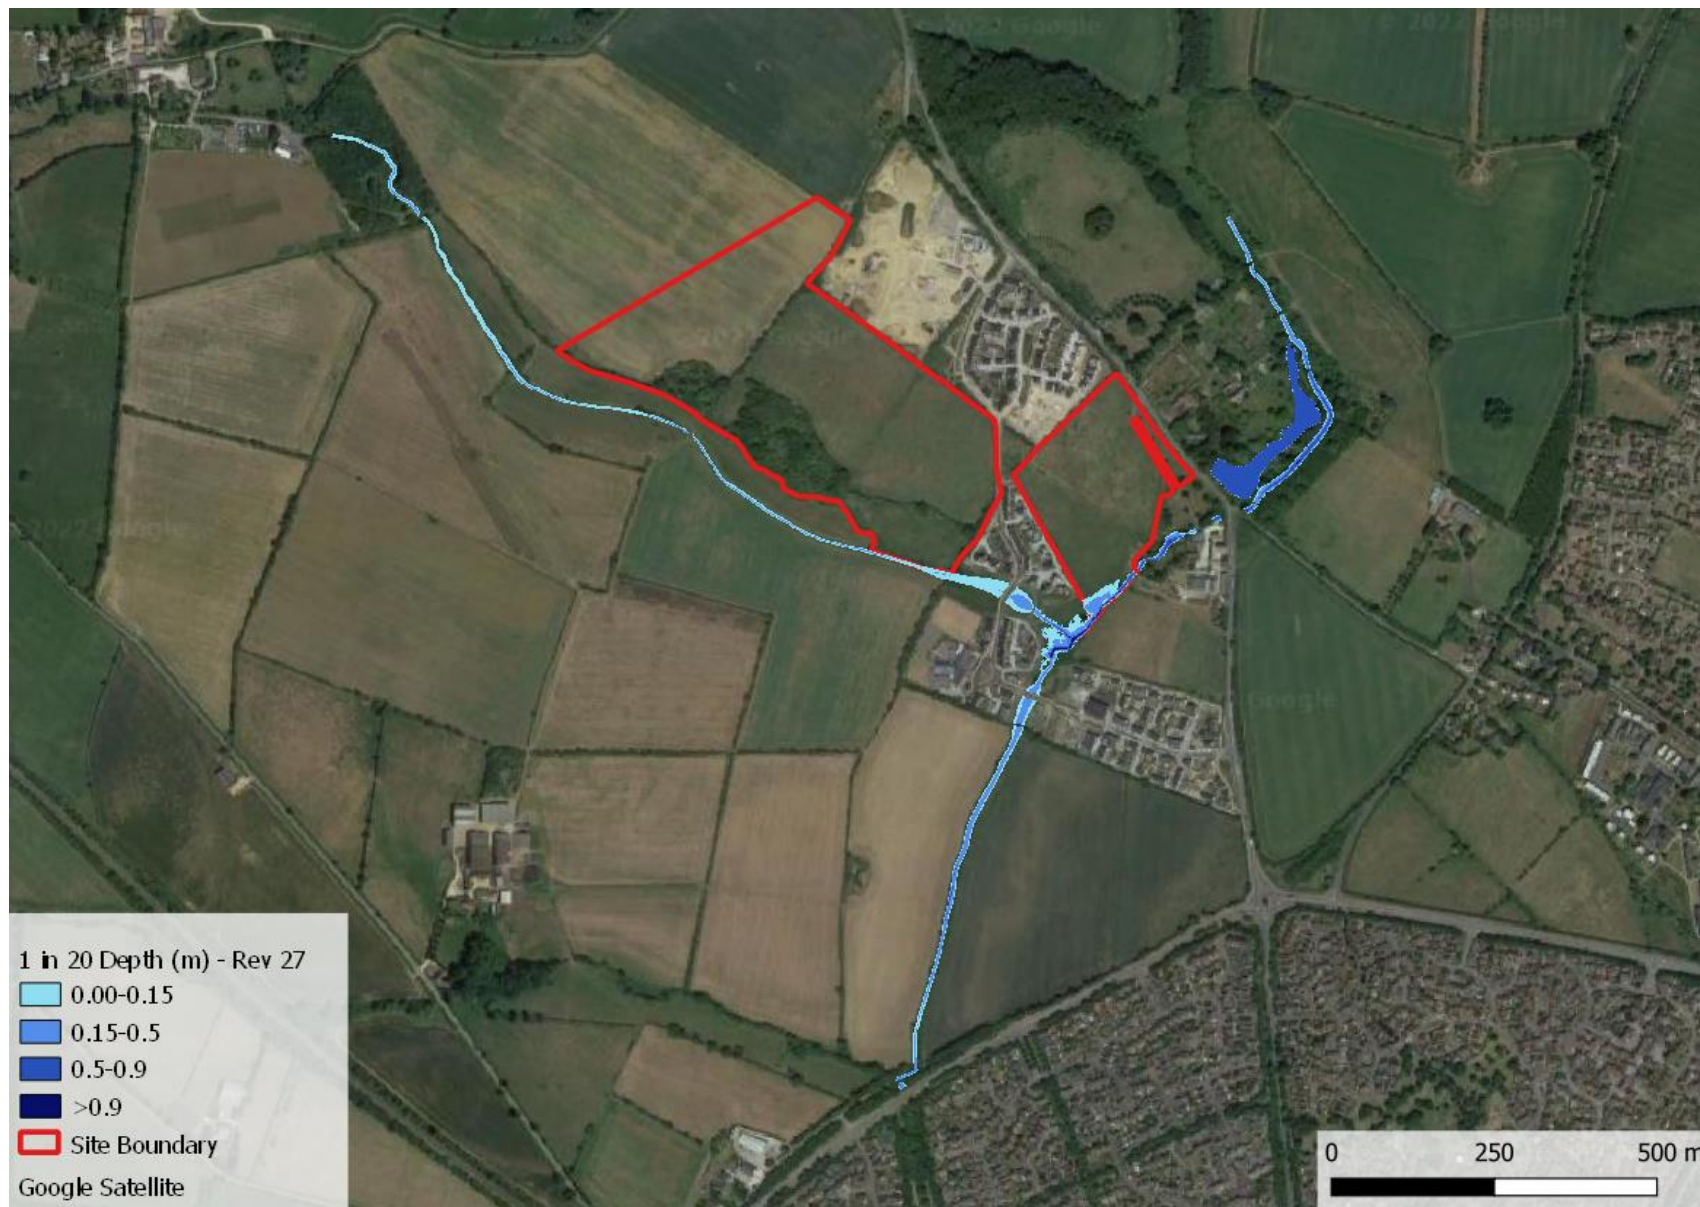 1 in 20 Depth (m) - Rev 27
0.00-0.15
0.15-0.5
0.5-0.9
>0.9
Site Boundary
Google Satellite
0 250 500 m